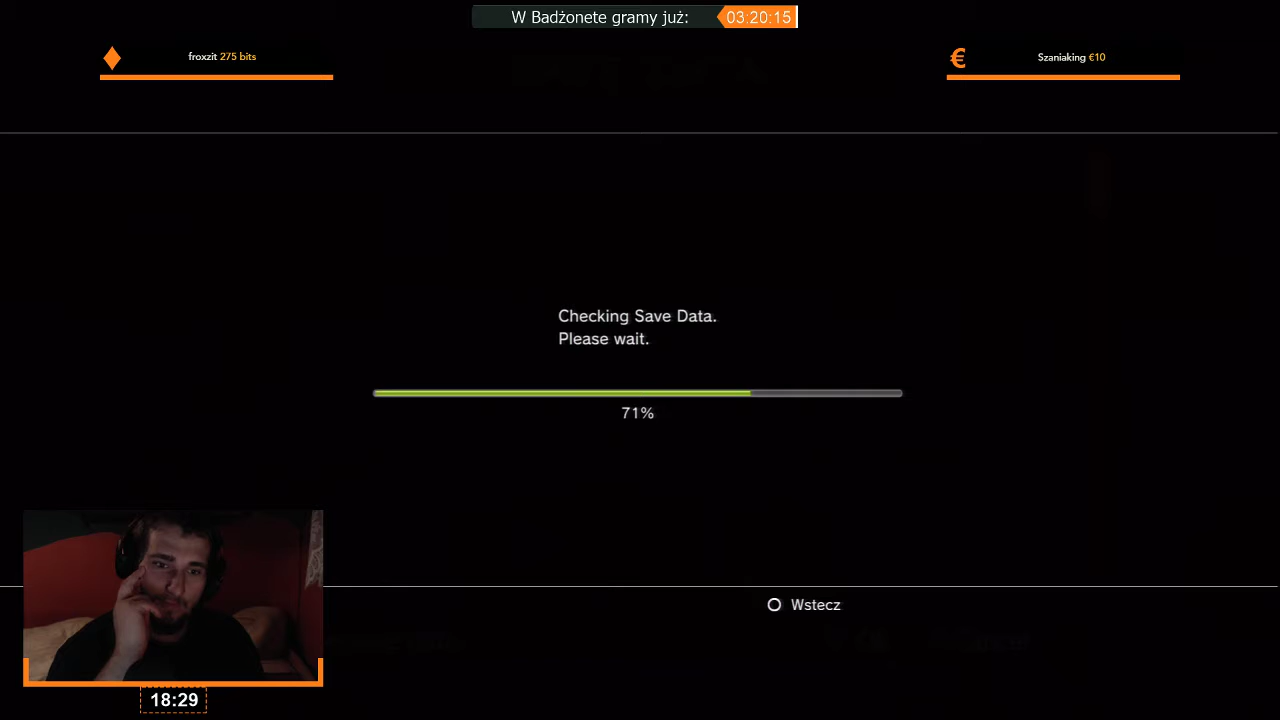 W Badżonete gramy już: 03:20:15
froxzit 275 bits
€ Szaniaking €10
Checking Save Data.
Please wait.
71%
Wstecz
18:29